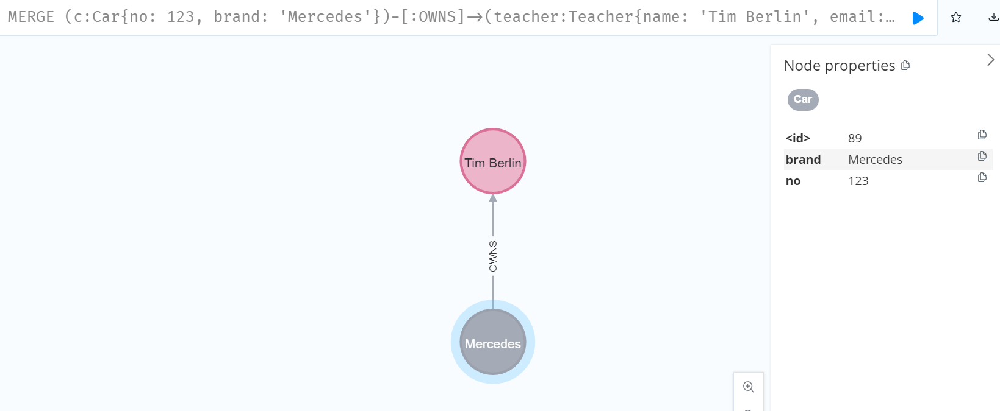 MERGE (c:Car{no: 123, brand: 'Mercedes'})-[:OWNS]->(teacher:Teacher{name: 'Tim Berlin', email:…
Node properties
Car
<id> 89
brand Mercedes
no 123
Tim Berlin
OWNS
Mercedes